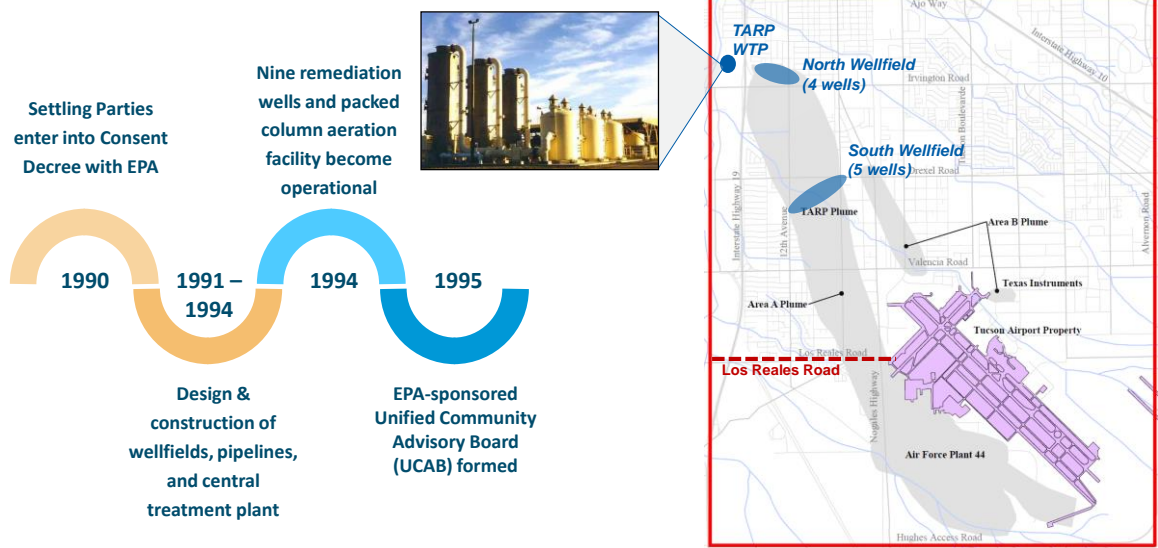 Settling Parties
enter into Consent
Decree with EPA
1990
1991 –
1994
Design &
construction of
wellfields, pipelines,
and central
treatment plant
Nine remediation
wells and packed
column aeration
facility become
operational
1994
1995
EPA-sponsored
Unified Community
Advisory Board
(UCAB) formed
Ajo Way
Interstate Highway 10
TARP
WTP
North Wellfield
(4 wells)
Irvington Road
South Wellfield
(5 wells)
Drexel Road
Interstate Highway 19
12th Avenue
TARP Plume
Alvernon Road
Area B Plume
Valencia Road
Texas Instruments
Area A Plume
Tucson Airport Property
Los Reales Road
Los Reales Road
Nogales Highway
Air Force Plant 44
Hughes Access Road